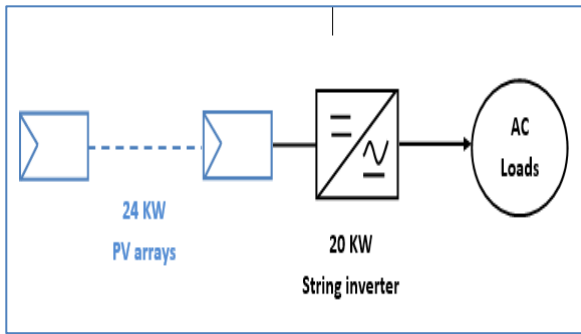 24 KW
PV arrays
20 KW
String inverter
AC
Loads